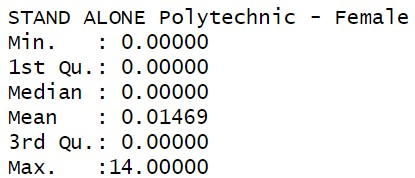 STAND ALONE Polytechnic - Female
Min.   : 0.00000
1st Qu.: 0.00000
Median : 0.00000
Mean   : 0.01469
3rd Qu.: 0.00000
Max.   :14.00000